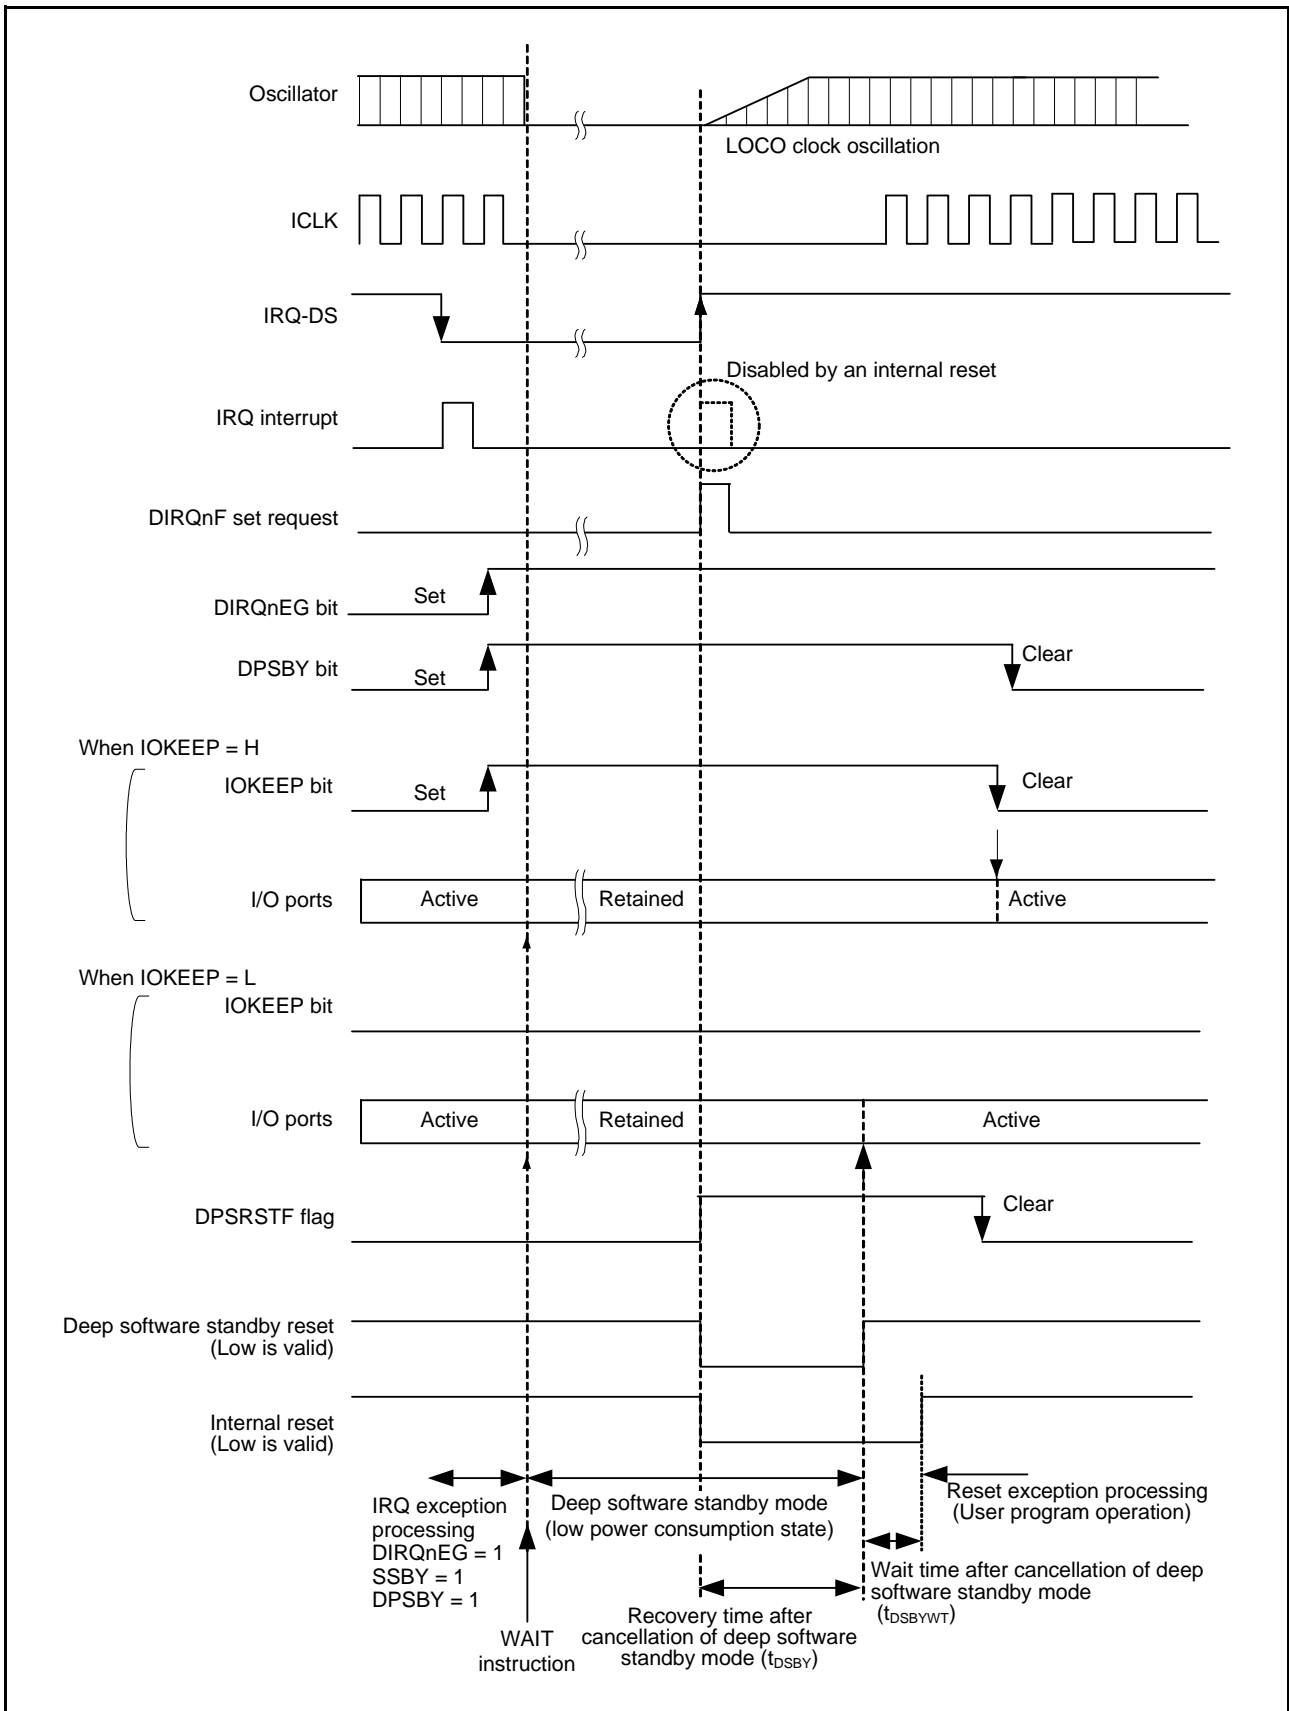 Oscillator
LOCO clock oscillation
ICLK
IRQ-DS
Disabled by an internal reset
IRQ interrupt
DIRQnF set request
DIRQnEG bit
Set
DPSBY bit
Set
Clear
When IOKEEP = H
IOKEEP bit
Set
Clear
I/O ports
Active
Retained
Active
When IOKEEP = L
IOKEEP bit
I/O ports
Active
Retained
Active
DPSRSTF flag
Clear
Deep software standby reset
(Low is valid)
Internal reset
(Low is valid)
IRQ exception
processing
DIRQnEG = 1
SSBY = 1
DPSBY = 1
Deep software standby mode
(low power consumption state)
Reset exception processing
(User program operation)
Wait time after cancellation of deep
software standby mode
(tDSBYWT)
Recovery time after
cancellation of deep software
standby mode (tDSBY)
WAIT
instruction